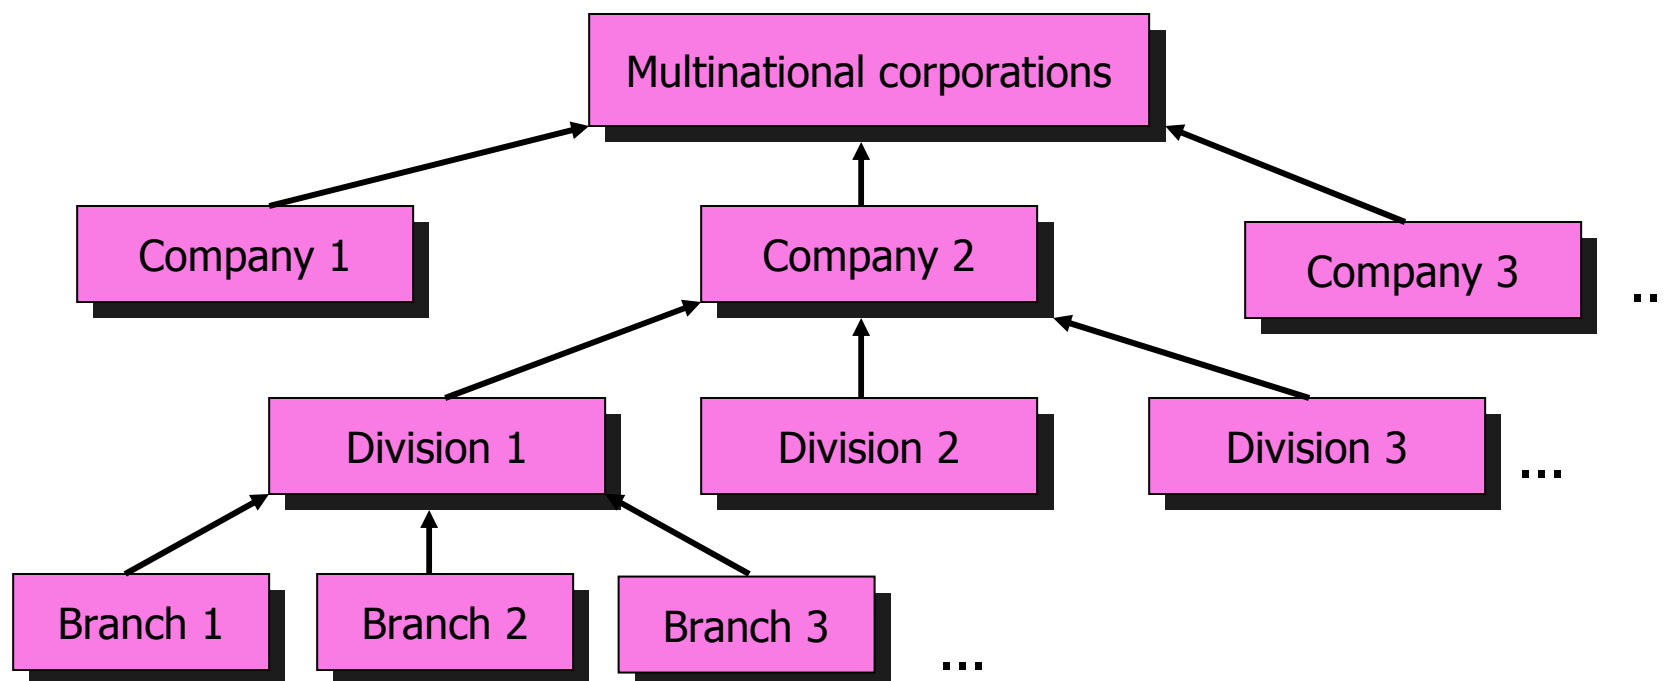 Multinational corporations
Company 1
Company 2
Company 3
..
Division 1
Division 2
Division 3
...
Branch 1
Branch 2
Branch 3
...